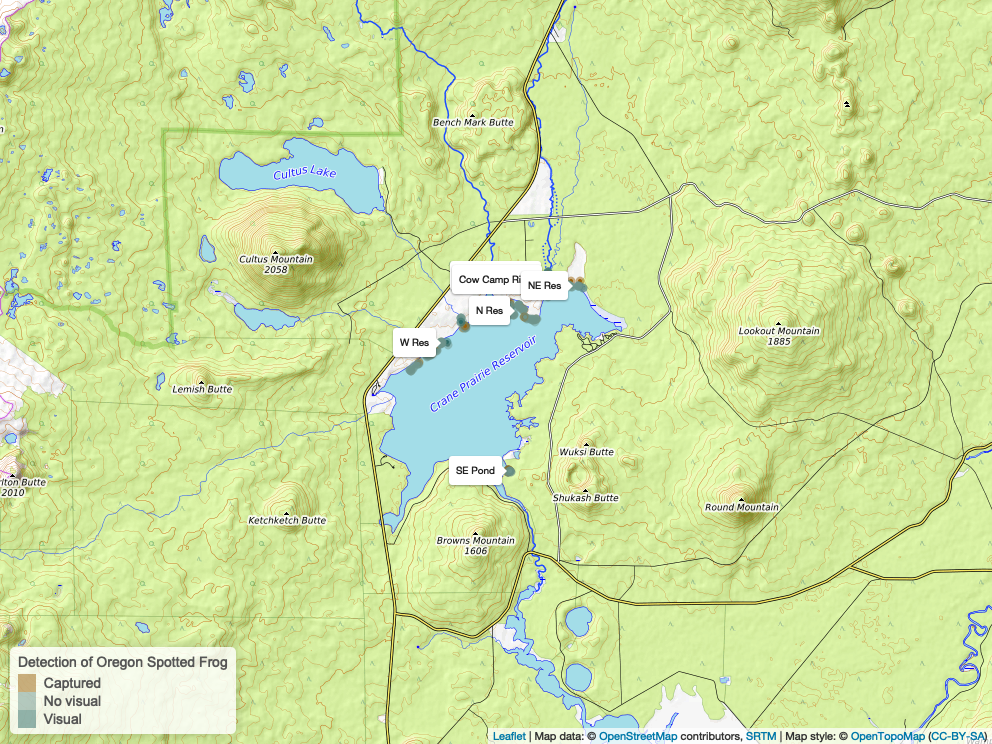 Bench Mark Butte
Cultus Lake
Cultus Mountain
2058
Cow Camp Ri
NE Res
N Res
Lookout Mountain
1885
W Res
Crane Prairie Reservoir
Lemish Butte
Wuksi Butte
SE Pond
rlton Butte
2010
Shukash Butte
Round Mountain
Ketchketch Butte
Browns Mountain
1606
Detection of Oregon Spotted Frog
Captured
No visual
Visual
Leaflet | Map data: © OpenStreetMap contributors, SRTM | Map style: © OpenTopoMap (CC-BY-SA)